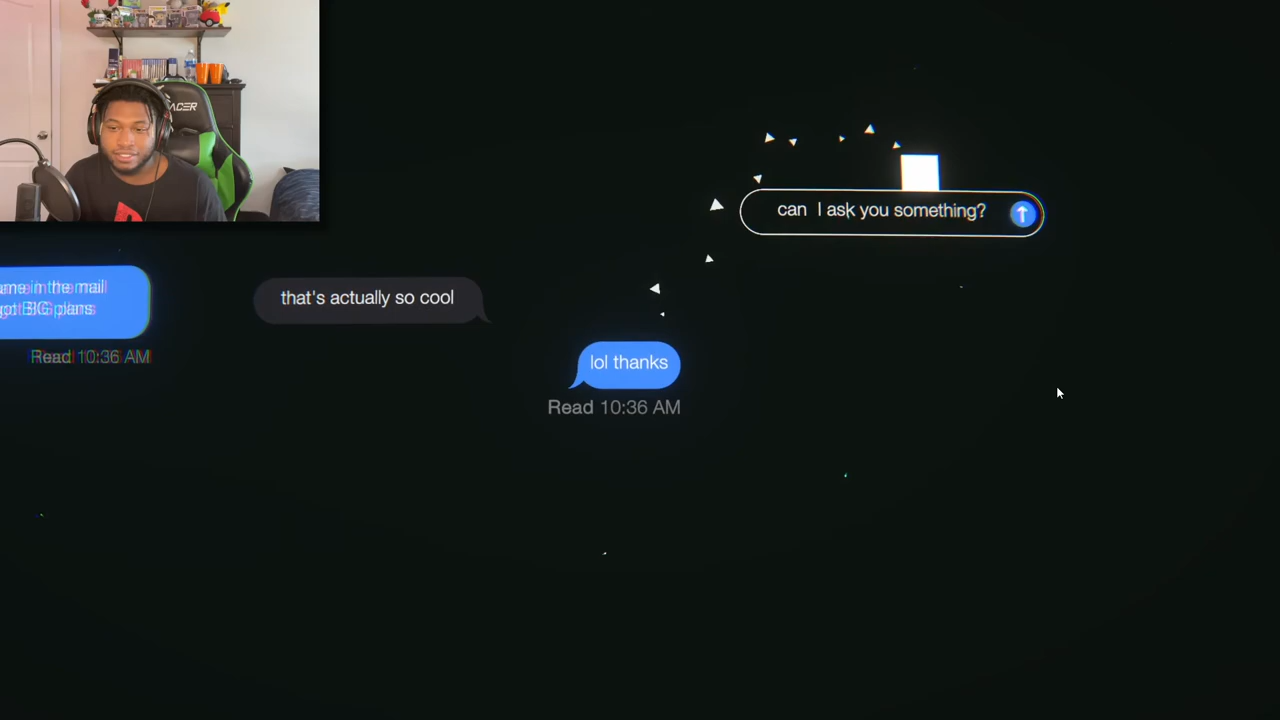 ACER
can I ask you something?
in the mail
got BIG plans
Read 10:36 AM
that's actually so cool
lol thanks
Read 10:36 AM